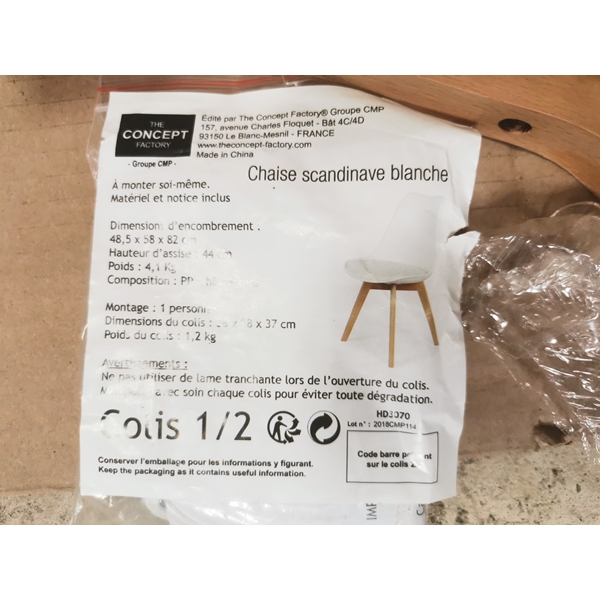 THE
CONCEPT
FACTORY
- Groupe CMP -
Édité par The Concept Factory® Groupe CMP
157, avenue Charles Floquet - Bât 4C/4D
93150 Le Blanc-Mesnil - FRANCE
www.theconcept-factory.com
Made in China
Chaise scandinave blanche
À monter soi-même.
Matériel et notice inclus
Dimensions d'encombrement :
48,5 x 58 x 82 cm
Hauteur d'assise : 44 cm
Poids : 4,1 Kg
Composition : PP
Montage : 1 personne
Dimensions du colis : x 37 cm
Poids du colis : 1,2 kg
Avertissements :
Ne pas utiliser de lame tranchante lors de l'ouverture du colis.
avec soin chaque colis pour éviter toute dégradation.
Colis 1/2
HD3070
Lot n° : 2018CMP114
Conserver l'emballage pour les informations y figurant.
Keep the packaging as it contains useful information.
Code barre présent
sur le colis 2